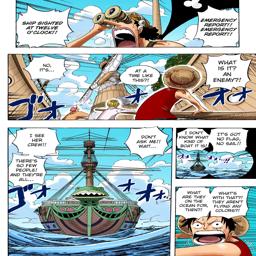 SHIP SIGHTED
AT TWELVE
O'CLOCK!!
EMERGENCY
REPORT!!
EMERGENCY
REPORT!!
WHAT
IS IT?
AN
ENEMY?!
AT A
TIME LIKE
THIS?!
NO,
IT'S...
IT'S GOT
NO FLAG,
NO SAIL!!
I DON'T
KNOW WHAT
KIND OF
BOAT IT IS!
DON'T
ASK ME!!
WAIT...
I SEE
HER
CREW!!
THERE'S
SO FEW
PEOPLE!
AND
THEY'RE
ALL...
WHAT'S
WITH THAT?
THEY AREN'T
FLYING ANY
COLORS?!
WHAT ARE
THEY
ON THE
OCEAN FOR,
THEN!?